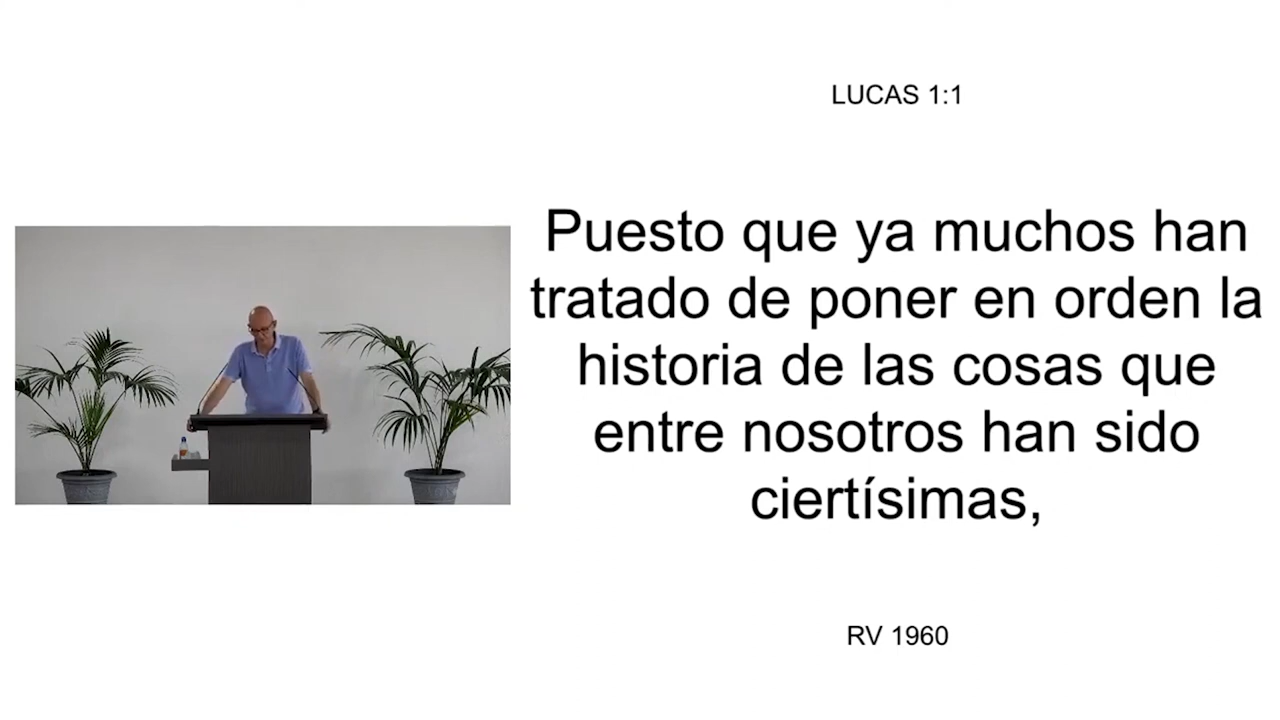 LUCAS 1:1
Puesto que ya muchos han
tratado de poner en orden la
historia de las cosas que
entre nosotros han sido
ciertísimas,
RV 1960